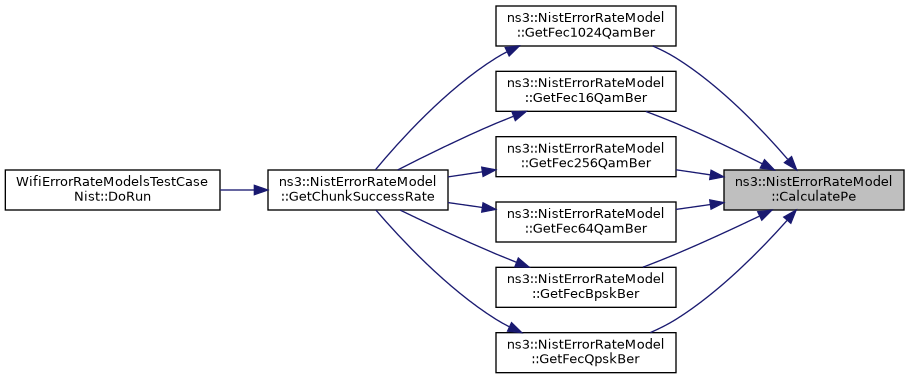 ns3::NistErrorRateModel
::GetFec1024QamBer
ns3::NistErrorRateModel
::GetFec16QamBer
ns3::NistErrorRateModel
::GetFec256QamBer
WifiErrorRateModelsTestCase
Nist::DoRun
ns3::NistErrorRateModel
::GetChunkSuccessRate
ns3::NistErrorRateModel
::CalculatePe
ns3::NistErrorRateModel
::GetFec64QamBer
ns3::NistErrorRateModel
::GetFecBpskBer
ns3::NistErrorRateModel
::GetFecQpskBer